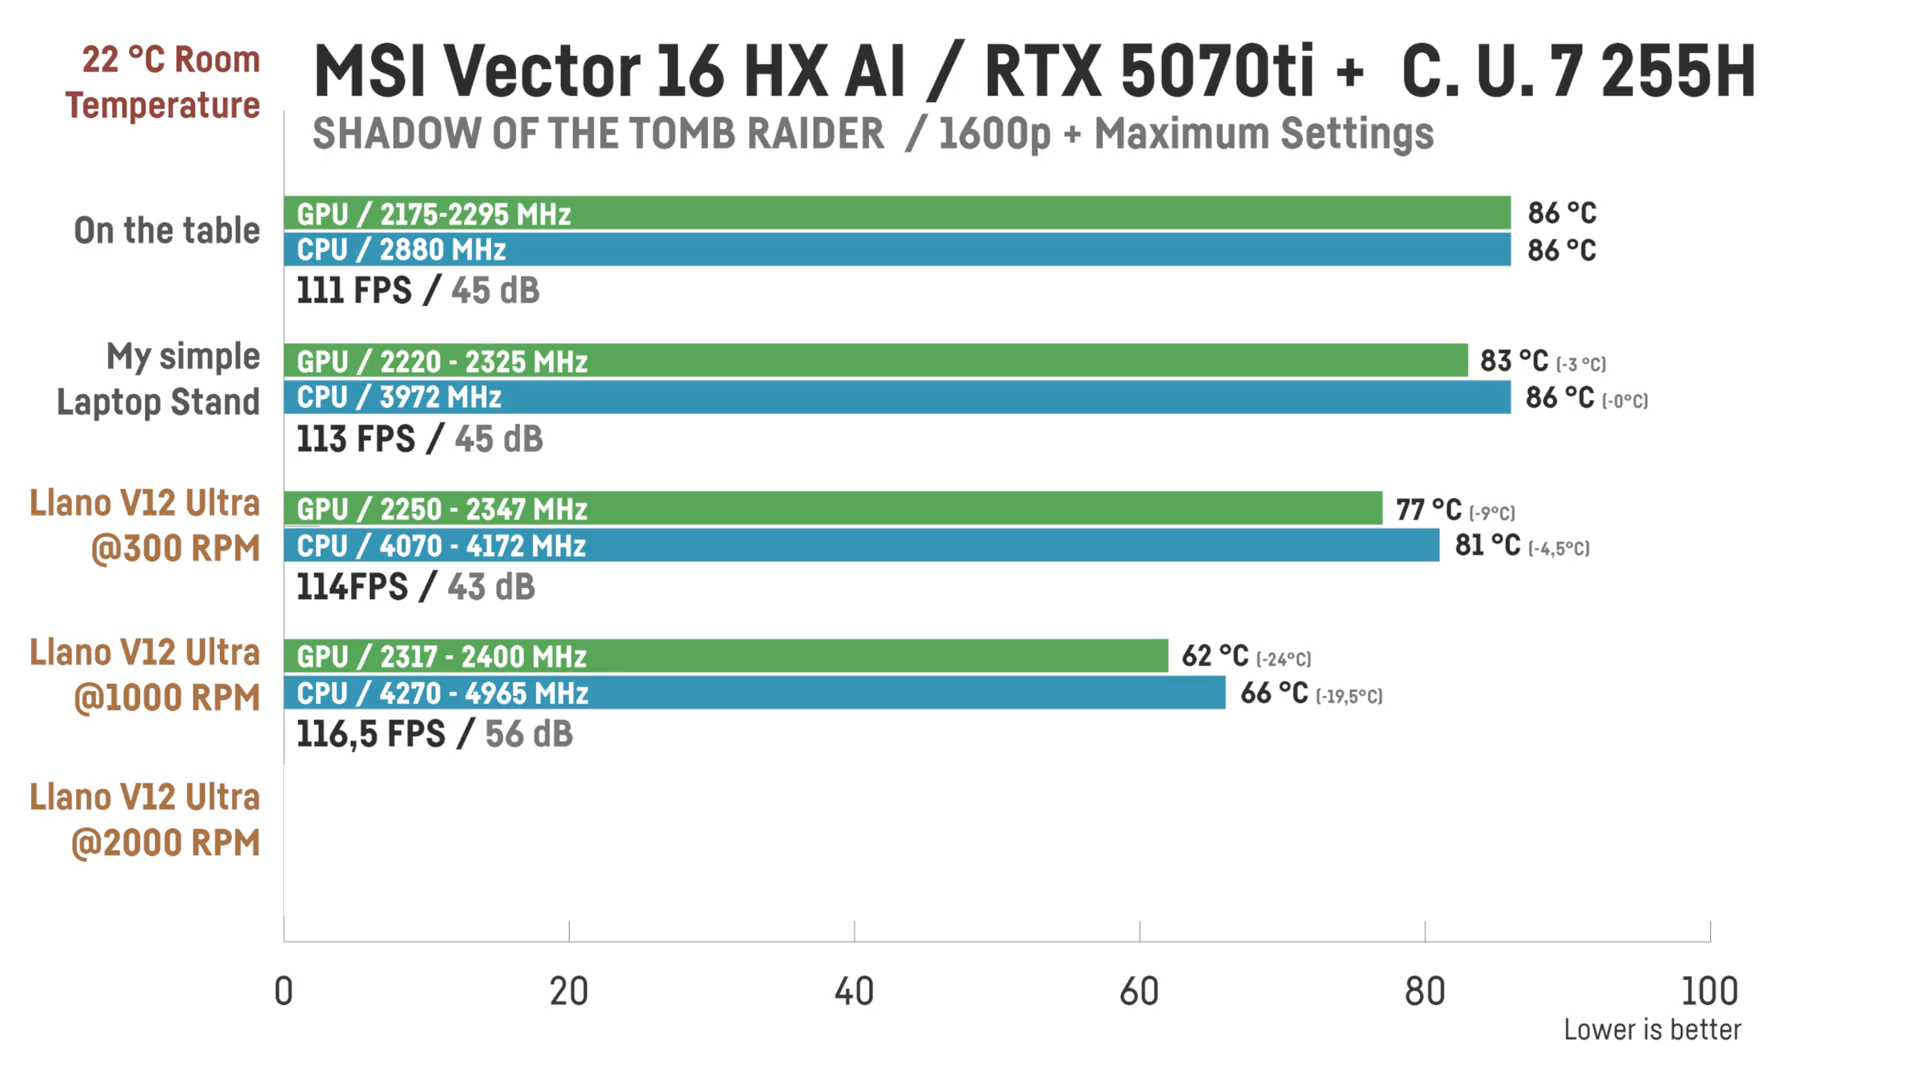 22 °C Room
Temperature
MSI Vector 16 HX AI / RTX 5070ti + C. U. 7 255H
SHADOW OF THE TOMB RAIDER / 1600p + Maximum Settings
On the table
GPU / 2175-2295 MHz
86 °C
CPU / 2880 MHz
86 °C
111 FPS / 45 dB
My simple
Laptop Stand
GPU / 2220 - 2325 MHz
83 °C (-3 °C)
CPU / 3972 MHz
86 °C (-0°C)
113 FPS / 45 dB
Llano V12 Ultra
@300 RPM
GPU / 2250 - 2347 MHz
77 °C (-9°C)
CPU / 4070 - 4172 MHz
81 °C (-4,5°C)
114FPS / 43 dB
Llano V12 Ultra
@1000 RPM
GPU / 2317 - 2400 MHz
62 °C (-24°C)
CPU / 4270 - 4965 MHz
66 °C (-19,5°C)
116,5 FPS / 56 dB
Llano V12 Ultra
@2000 RPM
0 20 40 60 80 100
Lower is better